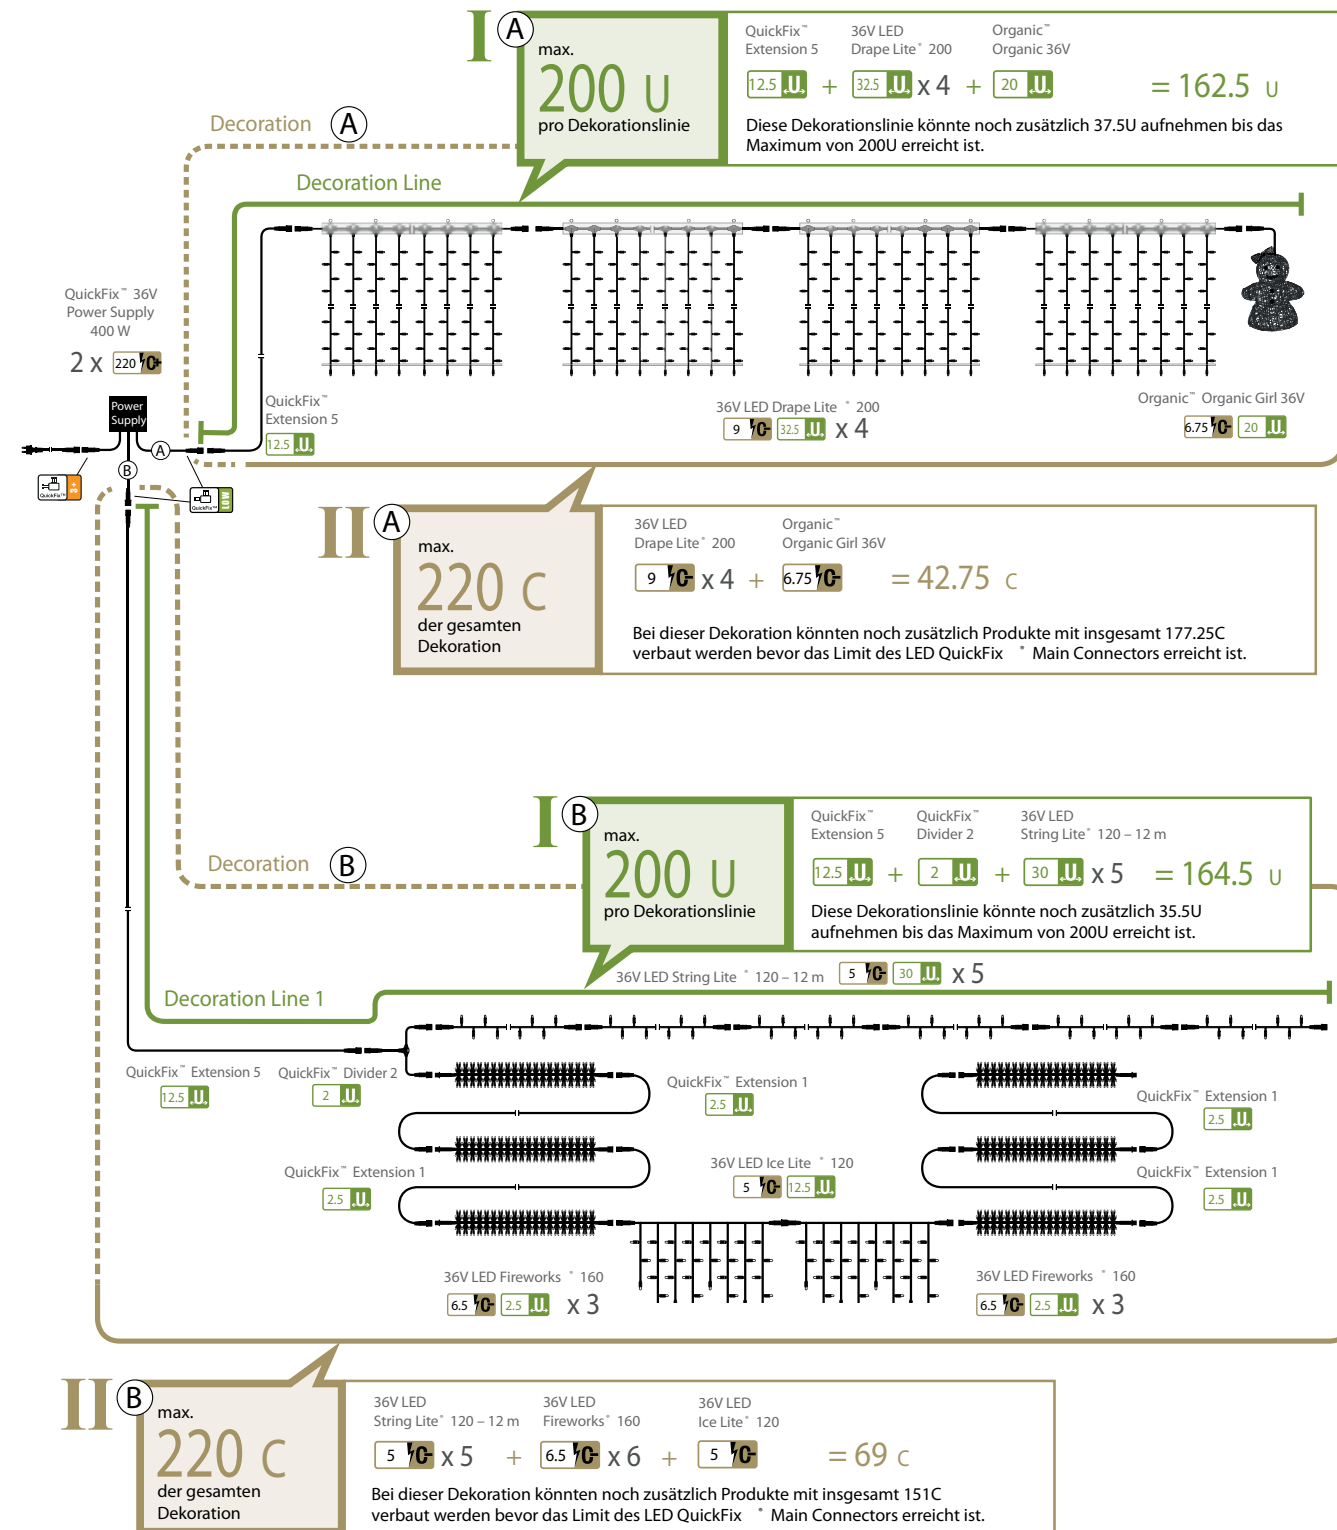 I
A
max.
200 U
pro Dekorationslinie
QuickFix™
Extension 5
36V LED
Drape Lite® 200
Organic™
Organic 36V
12.5 U + 32.5 U x 4 + 20 U = 162.5 U
Diese Dekorationslinie könnte noch zusätzlich 37.5U aufnehmen bis das
Maximum von 200U erreicht ist.
Decoration A
Decoration Line
QuickFix™ 36V
Power Supply
400 W
2 x 220 C+
Power
Supply
A
B
QuickFix™ 3+
QuickFix™ LOW
QuickFix™
Extension 5
12.5 U
36V LED Drape Lite® 200
9 C- 32.5 U x 4
Organic™ Organic Girl 36V
6.75 C- 20 U
II
A
max.
220 C
der gesamten
Dekoration
36V LED
Drape Lite® 200
Organic™
Organic Girl 36V
9 C- x 4 + 6.75 C- = 42.75 C
Bei dieser Dekoration könnten noch zusätzlich Produkte mit insgesamt 177.25C
verbaut werden bevor das Limit des LED QuickFix® Main Connectors erreicht ist.
I
B
max.
200 U
pro Dekorationslinie
QuickFix™
Extension 5
QuickFix™
Divider 2
36V LED
String Lite® 120 – 12 m
12.5 U + 2 U + 30 U x 5 = 164.5 U
Diese Dekorationslinie könnte noch zusätzlich 35.5U
aufnehmen bis das Maximum von 200U erreicht ist.
Decoration B
36V LED String Lite® 120 – 12 m 5 C- 30 U x 5
Decoration Line 1
QuickFix™ Extension 5
12.5 U
QuickFix™ Divider 2
2 U
QuickFix™ Extension 1
2.5 U
QuickFix™ Extension 1
2.5 U
QuickFix™ Extension 1
2.5 U
36V LED Ice Lite® 120
5 C- 12.5 U
QuickFix™ Extension 1
2.5 U
36V LED Fireworks® 160
6.5 C- 2.5 U x 3
36V LED Fireworks® 160
6.5 C- 2.5 U x 3
II
B
max.
220 C
der gesamten
Dekoration
36V LED
String Lite® 120 – 12 m
36V LED
Fireworks® 160
36V LED
Ice Lite® 120
5 C- x 5 + 6.5 C- x 6 + 5 C- = 69 C
Bei dieser Dekoration könnten noch zusätzlich Produkte mit insgesamt 151C
verbaut werden bevor das Limit des LED QuickFix® Main Connectors erreicht ist.